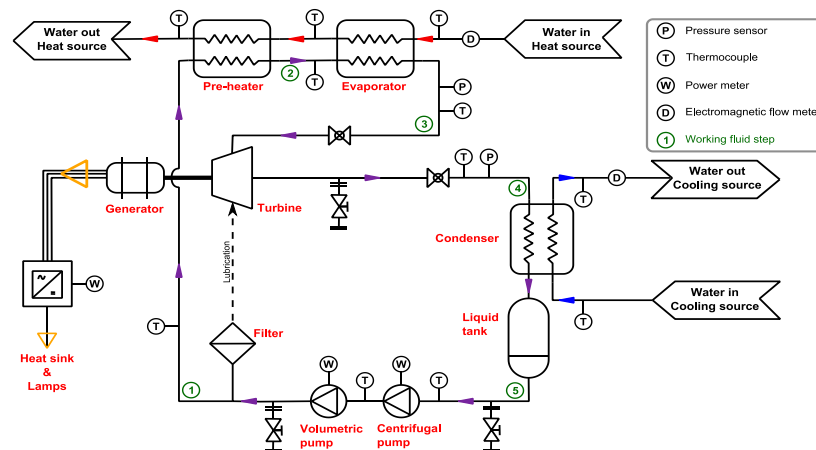 T
T
T
Water out
Heat source
Water in
Heat source
D
2
T
Pre-heater
Evaporator
P
T
3
P
Pressure sensor
T
Thermocouple
W
Power meter
D
Electromagnetic flow meter
1
Working fluid step
Generator
Turbine
T
P
4
Water out
Cooling source
D
T
Condenser
Lubrication
W
Water in
Cooling source
T
Liquid
tank
T
Filter
Heat sink
&
Lamps
W
W
T
T
1
5
Volumetric
pump
Centrifugal
pump